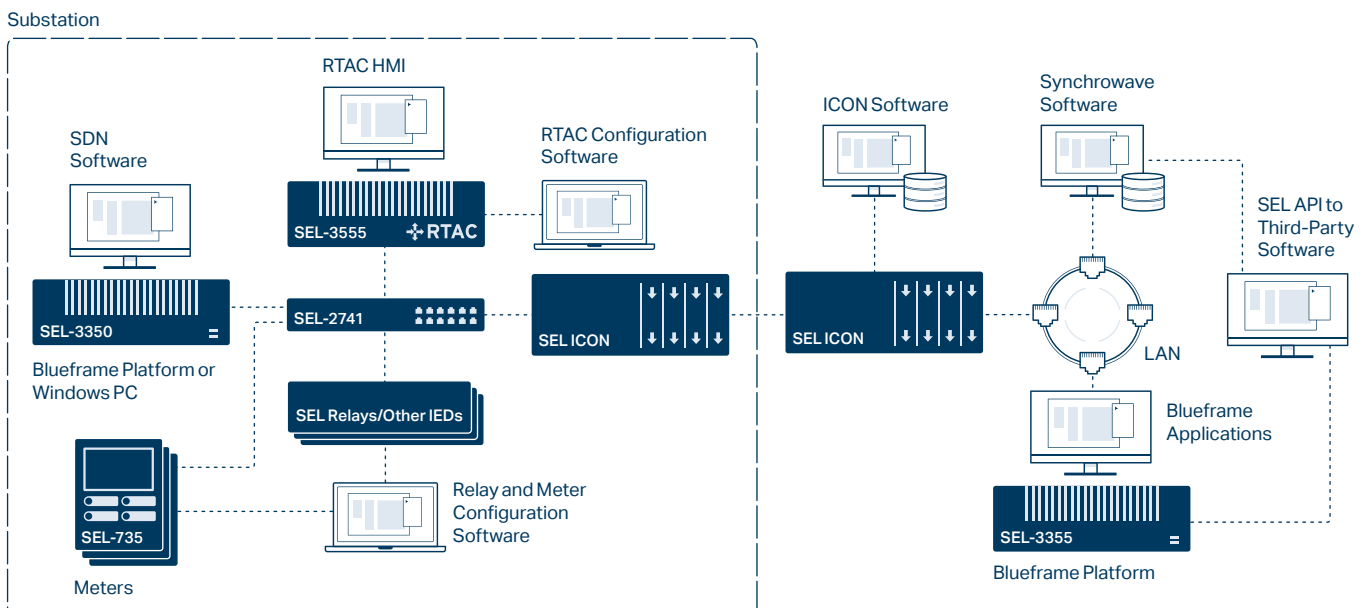 Substation
RTAC HMI
SDN
Software
RTAC Configuration
Software
SEL-3555
RTAC
SEL-3350
Blueframe Platform or
Windows PC
SEL-2741
SEL ICON
SEL Relays/Other IEDs
SEL-735
Meters
Relay and Meter
Configuration
Software
ICON Software
SEL ICON
Synchrowave
Software
SEL API to
Third-Party
Software
LAN
Blueframe
Applications
SEL-3355
Blueframe Platform